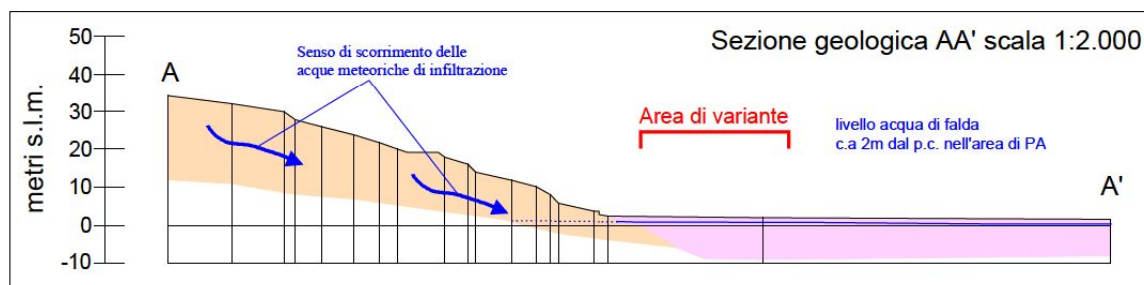 Sezione geologica AA' scala 1:2.000
50
40
30
20
10
0
-10
metri s.l.m.
A
Senso di scorrimento delle
acque meteoriche di infiltrazione
Area di variante
livello acqua di falda
c.a 2m dal p.c. nell'area di PA
A'